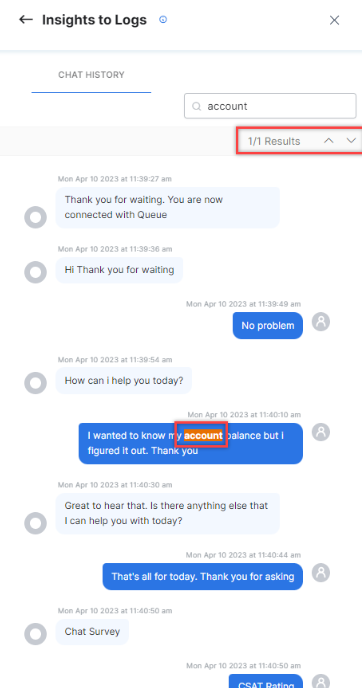 Insights to Logs
CHAT HISTORY
account
1/1 Results
Mon Apr 10 2023 at 11:39:27 am
Thank you for waiting. You are now
connected with Queue
Mon Apr 10 2023 at 11:39:36 am
Hi Thank you for waiting
Mon Apr 10 2023 at 11:39:49 am
No problem
Mon Apr 10 2023 at 11:39:54 am
How can i help you today?
Mon Apr 10 2023 at 11:40:10 am
I wanted to know my account balance but i
figured it out. Thank you
Mon Apr 10 2023 at 11:40:30 am
Great to hear that. Is there anything else that
I can help you with today?
Mon Apr 10 2023 at 11:40:44 am
That's all for today. Thank you for asking
Mon Apr 10 2023 at 11:40:50 am
Chat Survey
Mon Apr 10 2023 at 11:40:50 am
CSAT Rating